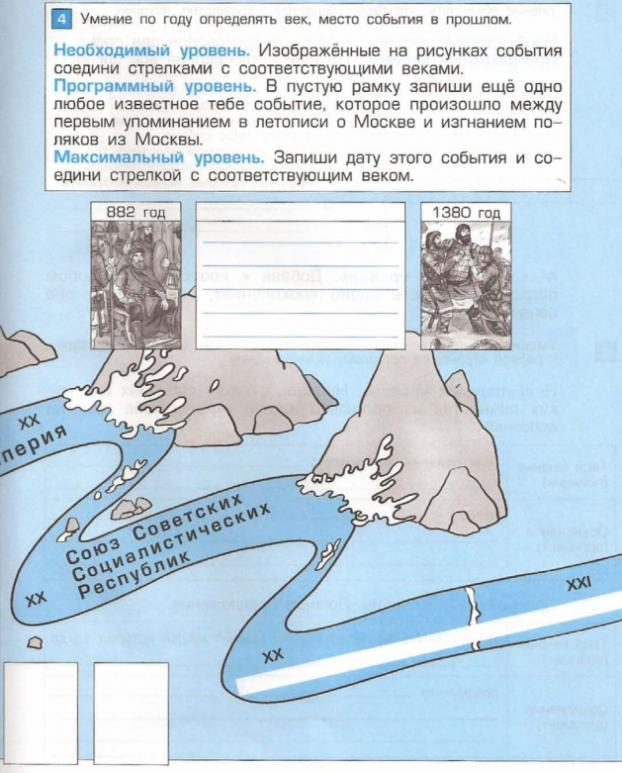 4 Умение по году определять век, место события в прошлом.
Необходимый уровень. Изображённые на рисунках события
соедини стрелками с соответствующими веками.
Программный уровень. В пустую рамку запиши ещё одно
любое известное тебе событие, которое произошло между
первым упоминанием в летописи о Москве и изгнанием по–
ляков из Москвы.
Максимальный уровень. Запиши дату этого события и со–
едини стрелкой с соответствующим веком.
882 год
1380 год
XX
перия
Союз Советских
Социалистических
Республик
XX
XXI
XX